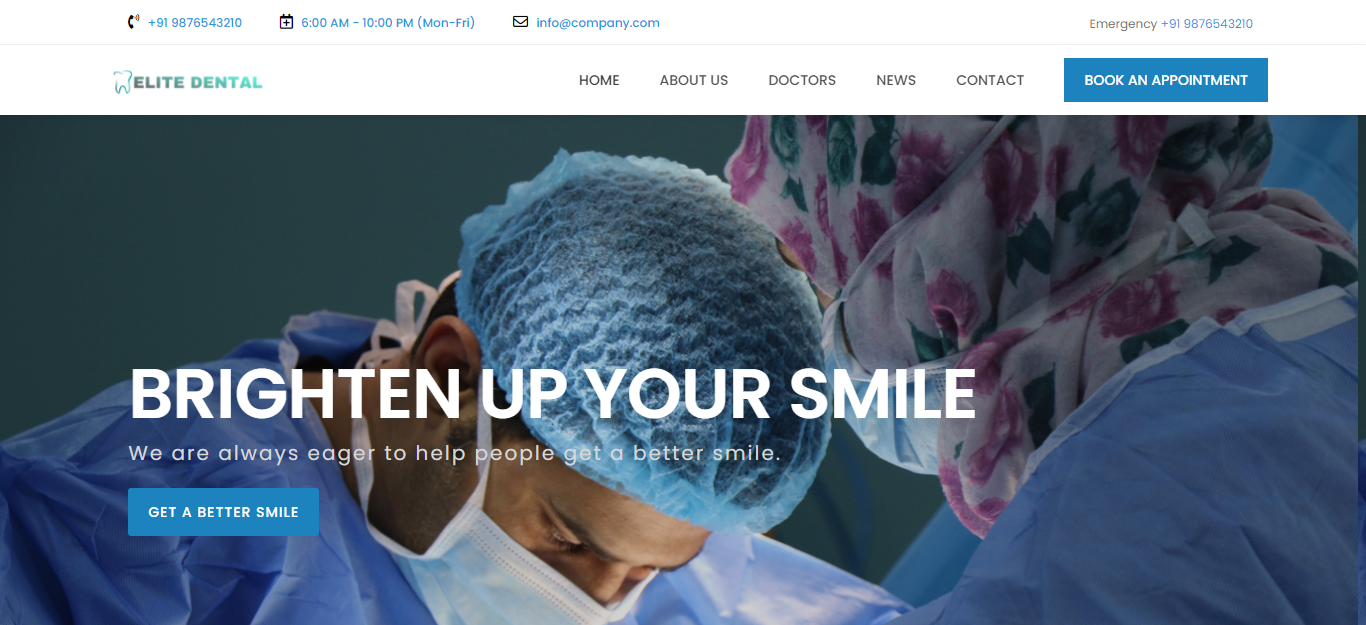 +91 9876543210
6:00 AM - 10:00 PM (Mon-Fri)
info@company.com
Emergency +91 9876543210
ELITE DENTAL
HOME
ABOUT US
DOCTORS
NEWS
CONTACT
BOOK AN APPOINTMENT
BRIGHTEN UP YOUR SMILE
We are always eager to help people get a better smile.
GET A BETTER SMILE